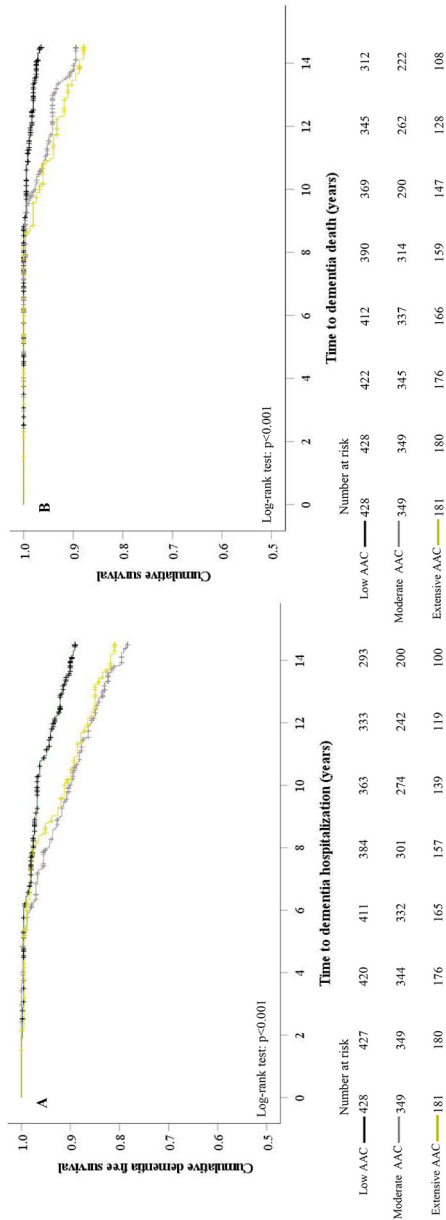 A
Cumulative dementia free survival
1.0
0.9
0.8
0.7
0.6
0.5
Log-rank test: p<0.001
0 2 4 6 8 10 12 14
Time to dementia hospitalization (years)
Number at risk
Low AAC 428 427 420 411 384 363 333 293
Moderate AAC 349 349 344 332 301 274 242 200
Extensive AAC 181 180 176 165 157 139 119 100
B
Cumulative survival
1.0
0.9
0.8
0.7
0.6
0.5
Log-rank test: p<0.001
0 2 4 6 8 10 12 14
Time to dementia death (years)
Number at risk
Low AAC 428 428 422 412 390 369 345 312
Moderate AAC 349 349 345 337 314 290 262 222
Extensive AAC 181 180 176 166 159 147 128 108